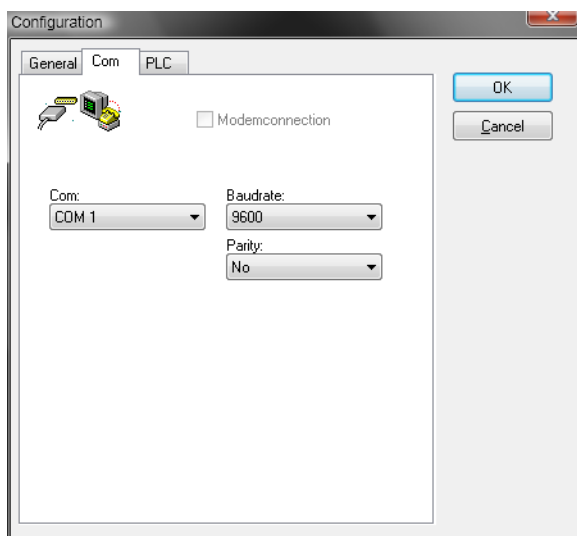 Configuration
General Com PLC
OK
Modemconnection
Cancel
Com: Baudrate:
COM 1 9600
Parity:
No